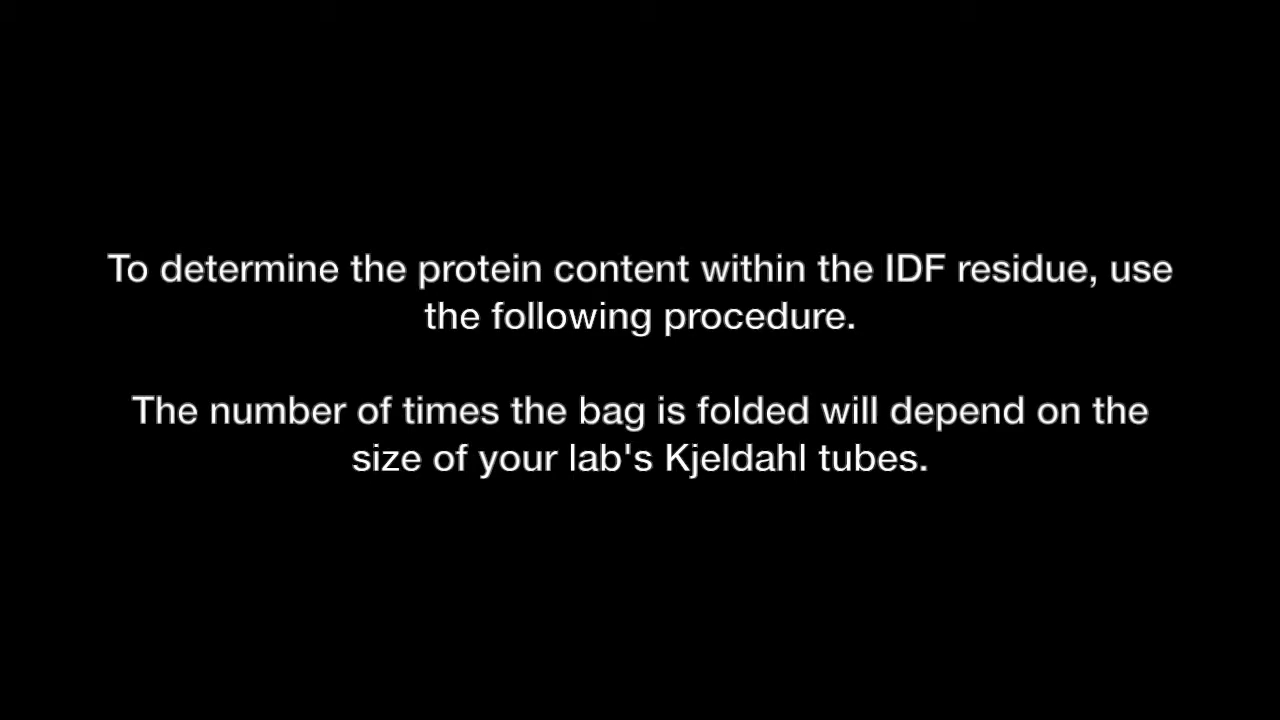 To determine the protein content within the IDF residue, use
the following procedure.
The number of times the bag is folded will depend on the
size of your lab's Kjeldahl tubes.